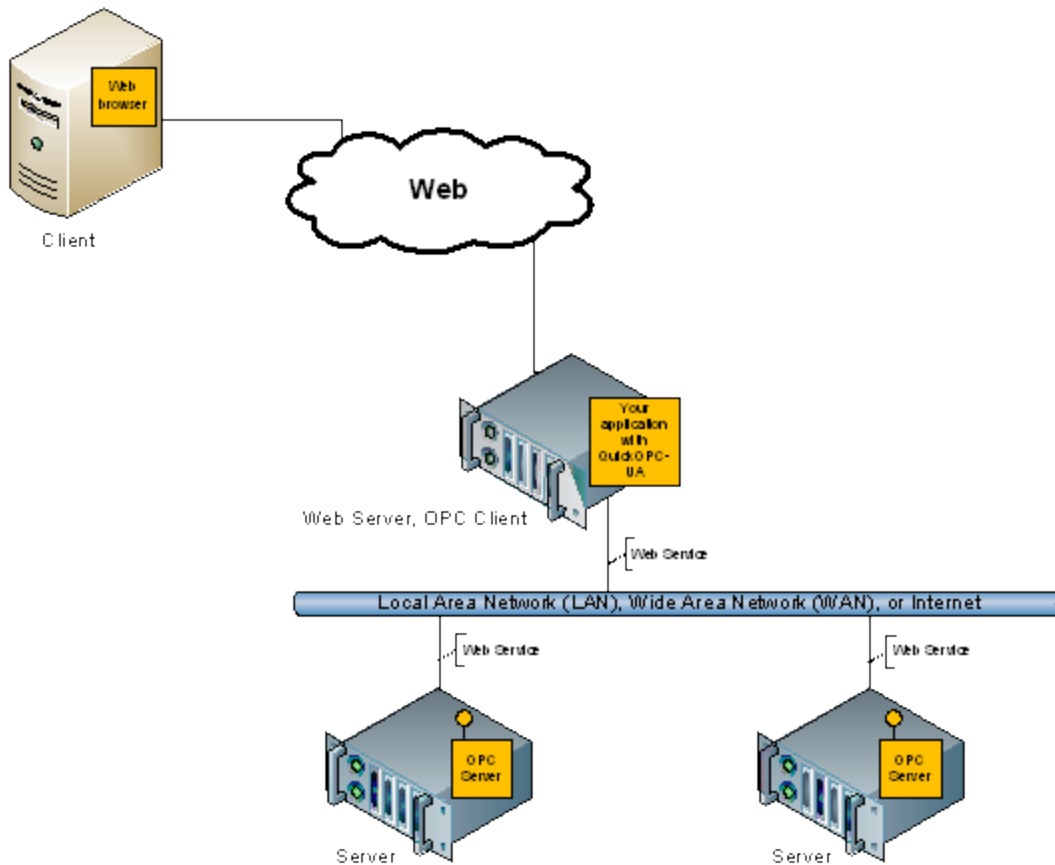 Web
browser
Client
Web
Your
application
with
QuickOPC-
UA
Web Server, OPC Client
Web Service
Local Area Network (LAN), Wide Area Network (WAN), or Internet
Web Service
Web Service
OPC
Server
OPC
Server
Server
Server